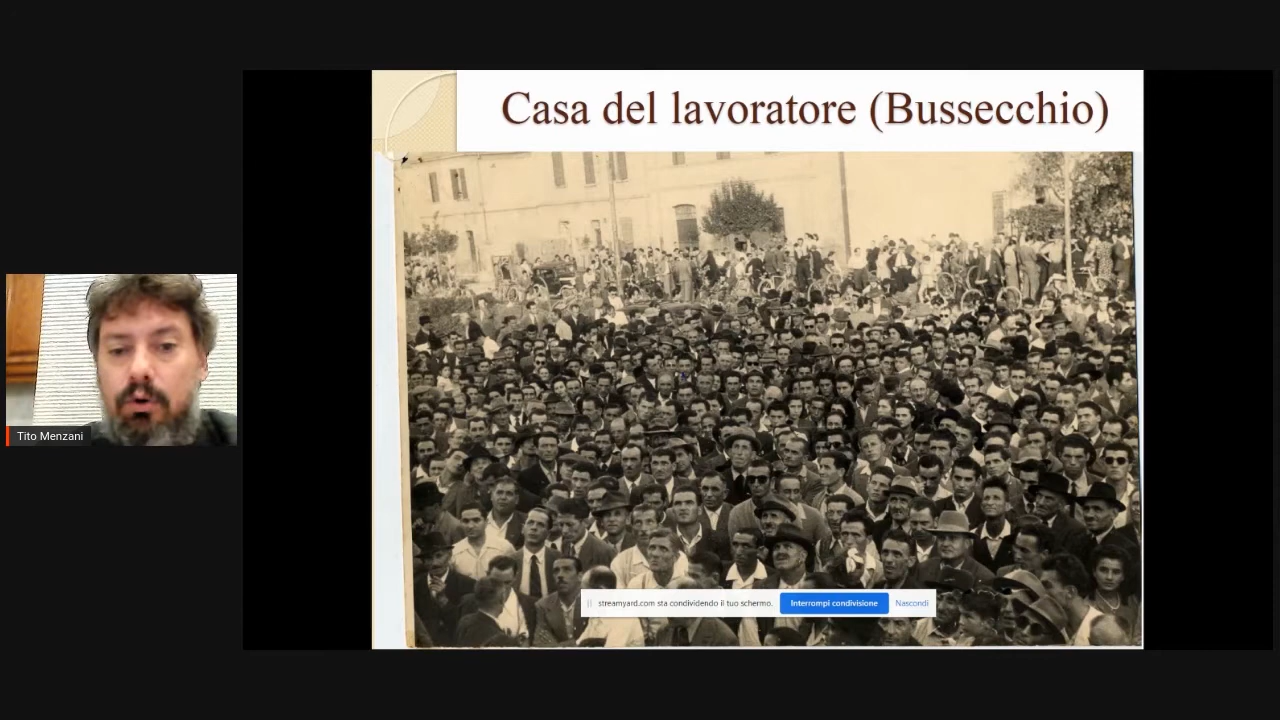 Casa del lavoratore (Bussecchio)
Tito Menzani
streamyard.com sta condividendo il tuo schermo.
Interrompi condivisione
Nascondi